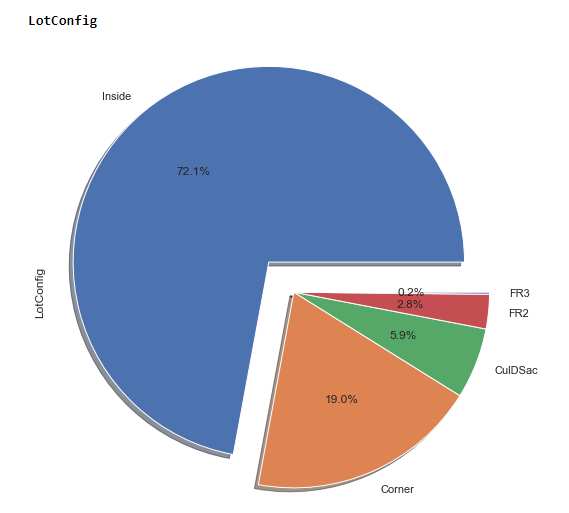 LotConfig
Inside
72.1%
LotConfig
0.2%
FR3
2.8%
FR2
5.9%
CulDSac
19.0%
Corner